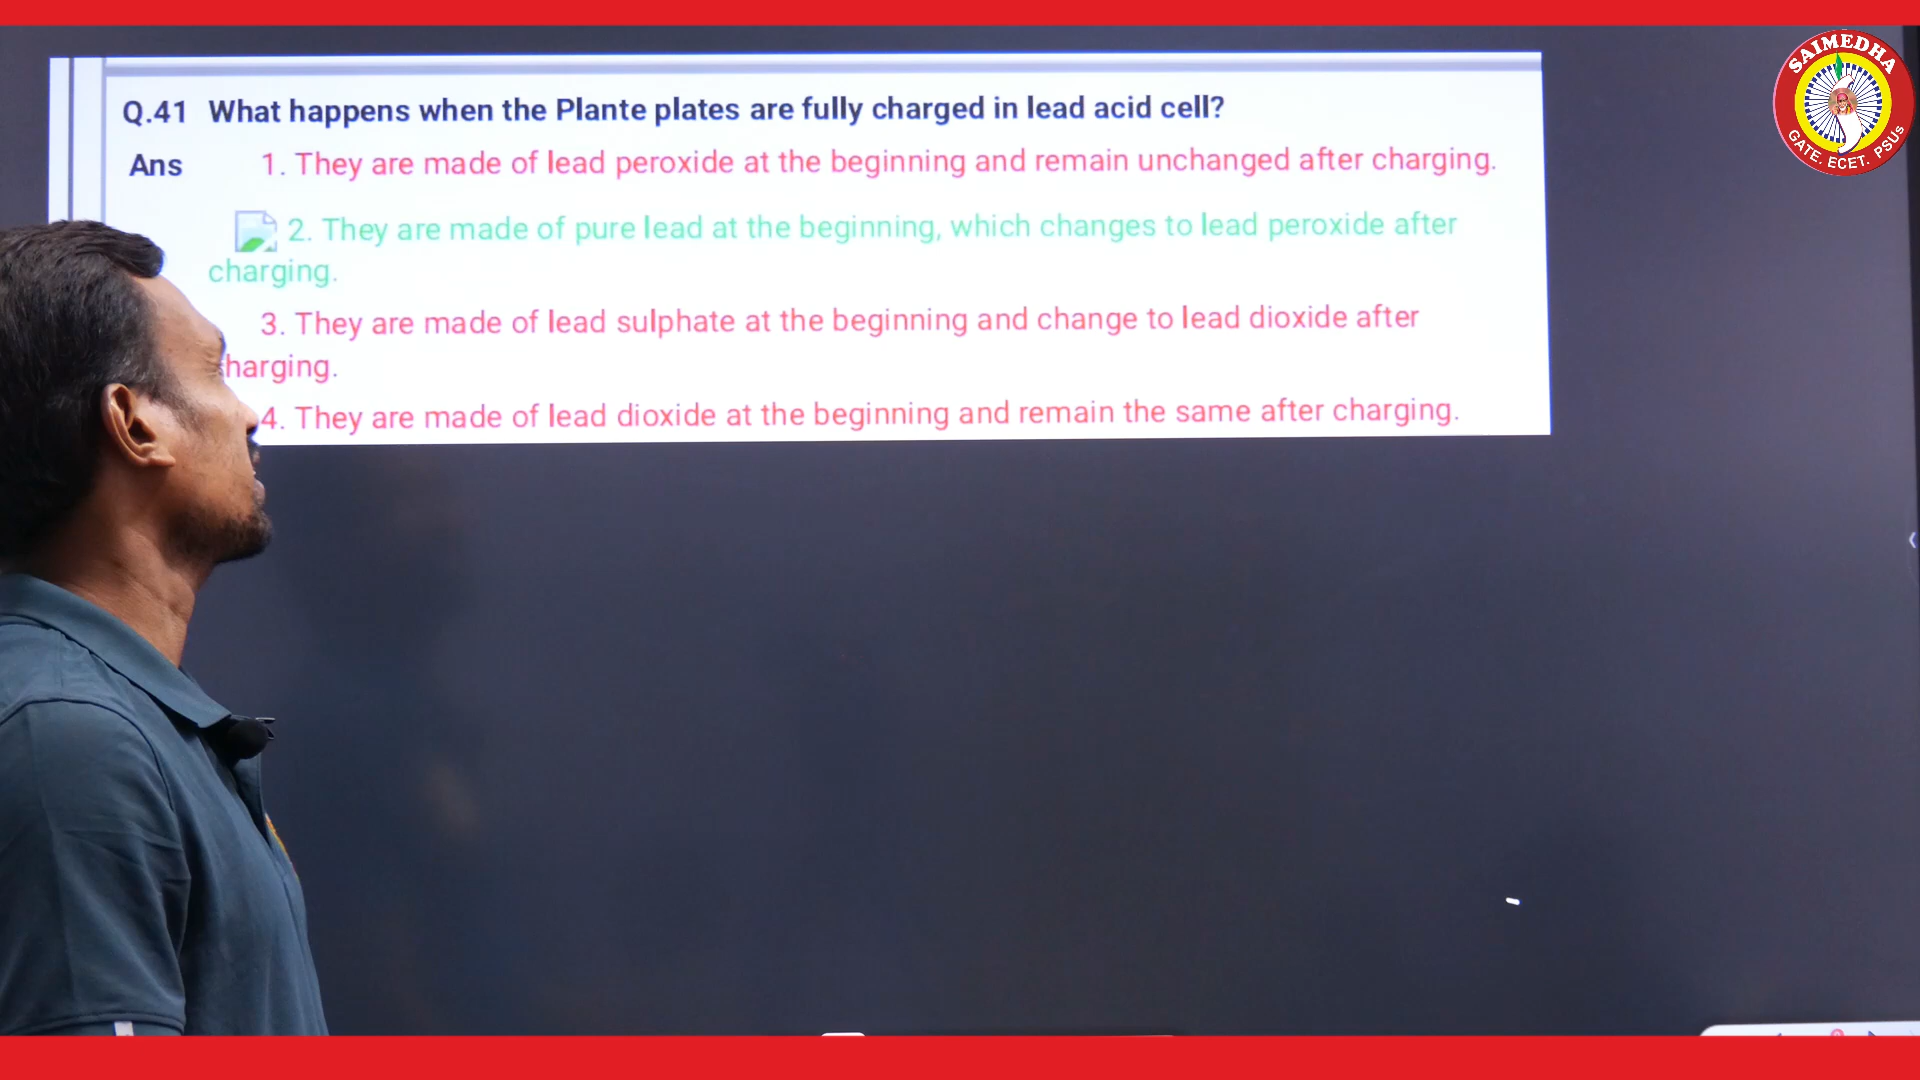 SAIMEDHA
GATE. ECET. PSUs
Q.41 What happens when the Plante plates are fully charged in lead acid cell?
Ans 1. They are made of lead peroxide at the beginning and remain unchanged after charging.
2. They are made of pure lead at the beginning, which changes to lead peroxide after
charging.
3. They are made of lead sulphate at the beginning and change to lead dioxide after
harging.
4. They are made of lead dioxide at the beginning and remain the same after charging.